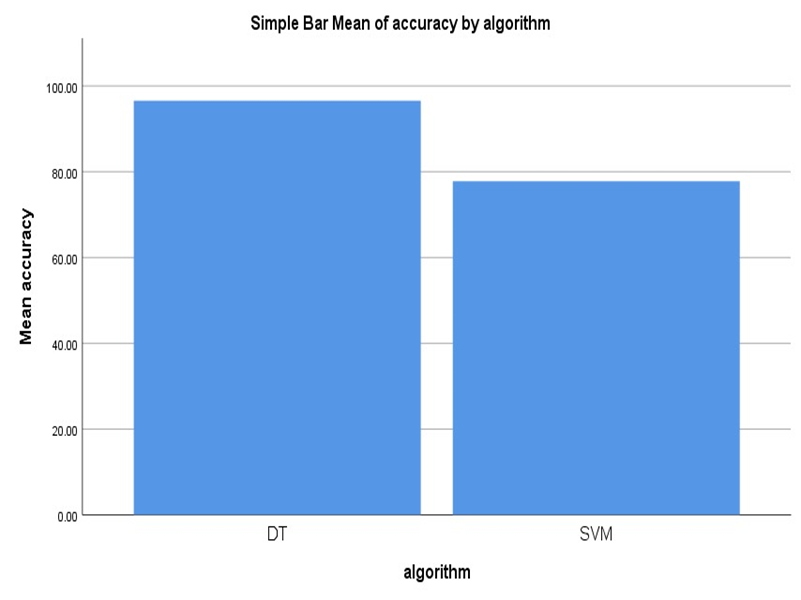 Simple Bar Mean of accuracy by algorithm
Mean accuracy
100.00
80.00
60.00
40.00
20.00
0.00
DT SVM
algorithm